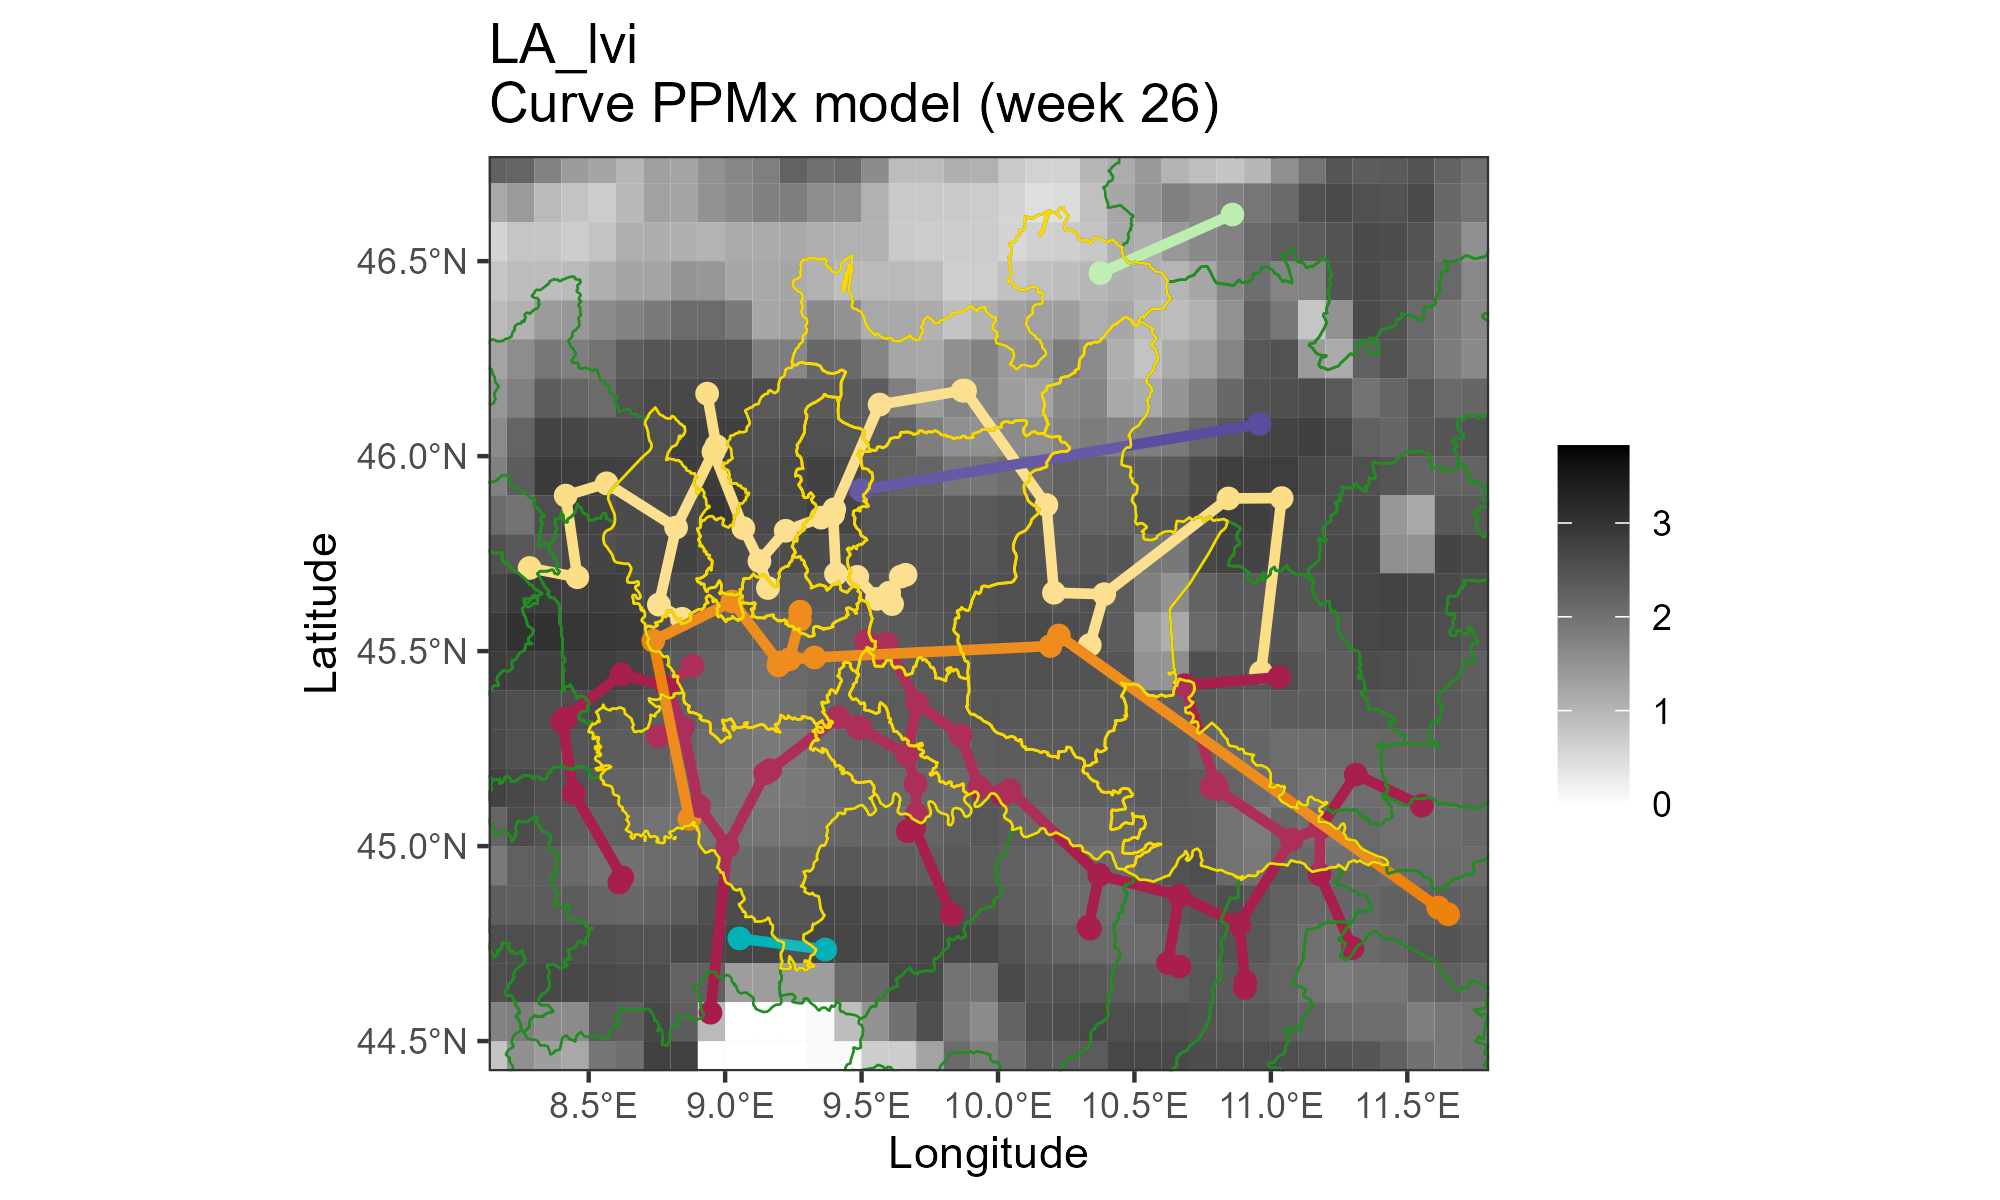 LA_lvi
Curve PPMx model (week 26)
46.5°N
46.0°N
45.5°N
45.0°N
44.5°N
Latitude
8.5°E 9.0°E 9.5°E 10.0°E 10.5°E 11.0°E 11.5°E
Longitude
3
2
1
0